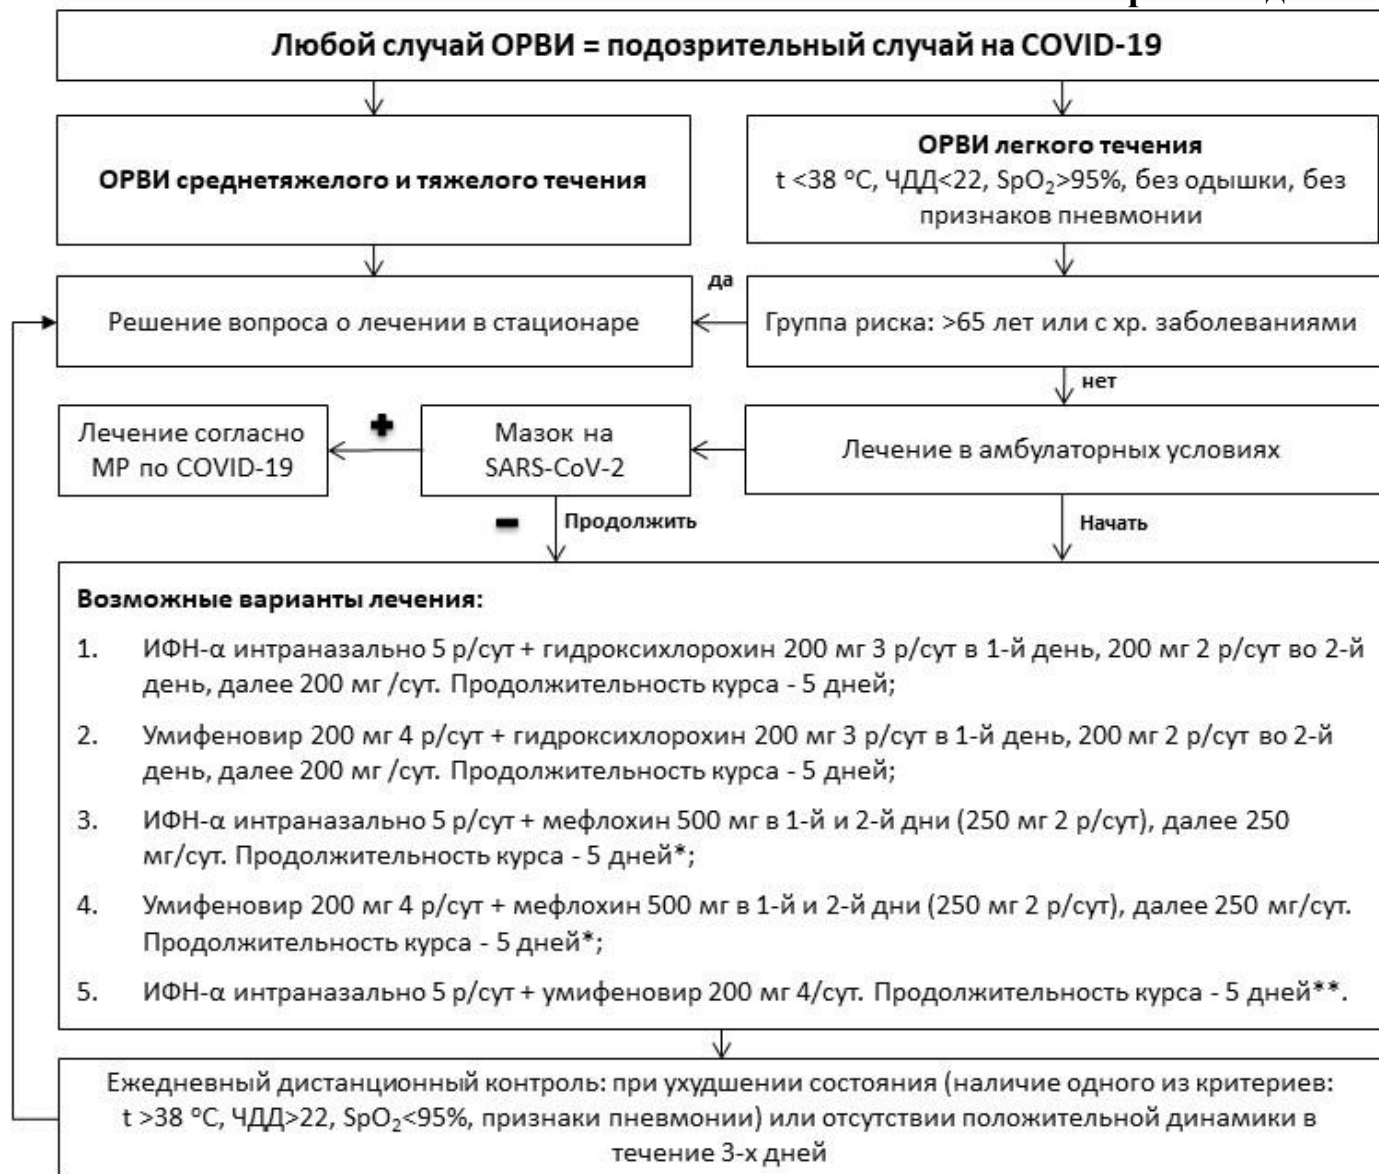 Любой случай ОРВИ = подозрительный случай на COVID-19
ОРВИ среднетяжелого и тяжелого течения
ОРВИ легкого течения
t <38 °C, ЧДД<22, SpO₂>95%, без одышки, без
признаков пневмонии
Решение вопроса о лечении в стационаре
да
Группа риска: >65 лет или с хр. заболеваниями
нет
Лечение согласно
МР по COVID-19
+
Мазок на
SARS-CoV-2
Лечение в амбулаторных условиях
-
Продолжить
Начать
Возможные варианты лечения:
1. ИФН-α интраназально 5 р/сут + гидроксихлорохин 200 мг 3 р/сут в 1-й день, 200 мг 2 р/сут во 2-й
день, далее 200 мг /сут. Продолжительность курса - 5 дней;
2. Умифеновир 200 мг 4 р/сут + гидроксихлорохин 200 мг 3 р/сут в 1-й день, 200 мг 2 р/сут во 2-й
день, далее 200 мг /сут. Продолжительность курса - 5 дней;
3. ИФН-α интраназально 5 р/сут + мефлохин 500 мг в 1-й и 2-й дни (250 мг 2 р/сут), далее 250
мг/сут. Продолжительность курса - 5 дней*;
4. Умифеновир 200 мг 4 р/сут + мефлохин 500 мг в 1-й и 2-й дни (250 мг 2 р/сут), далее 250 мг/сут.
Продолжительность курса - 5 дней*;
5. ИФН-α интраназально 5 р/сут + умифеновир 200 мг 4/сут. Продолжительность курса - 5 дней**.
Ежедневный дистанционный контроль: при ухудшении состояния (наличие одного из критериев:
t >38 °C, ЧДД>22, SpO₂<95%, признаки пневмонии) или отсутствии положительной динамики в
течение 3-х дней